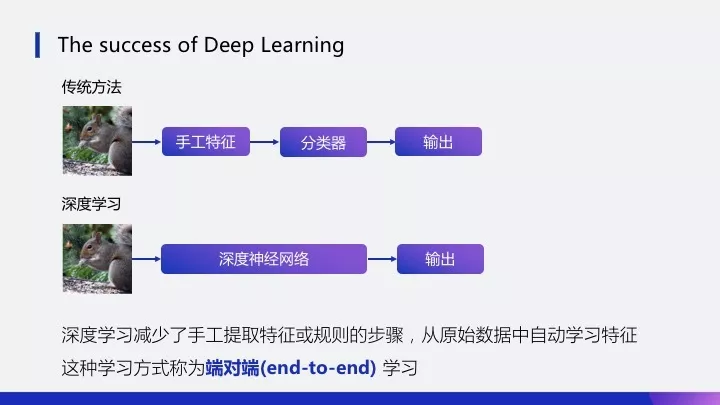 The success of Deep Learning
传统方法
手工特征
分类器
输出
深度学习
深度神经网络
输出
深度学习减少了手工提取特征或规则的步骤，从原始数据中自动学习特征
这种学习方式称为端对端(end-to-end) 学习